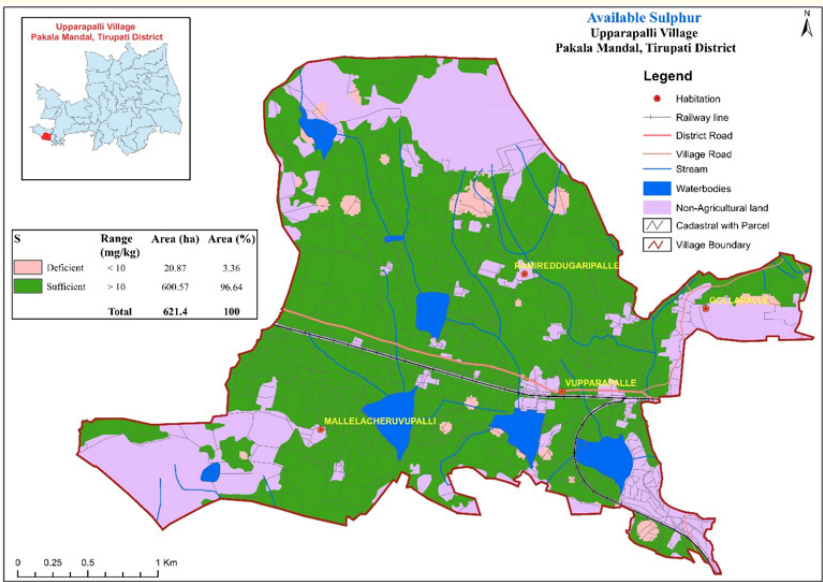 Upparapalli Village
Pakala Mandal, Tirupati District
Available Sulphur
Upparapalli Village
Pakala Mandal, Tirupati District
N
Legend
Habitation
Railway line
District Road
Village Road
Stream
Waterbodies
Non-Agricultural land
Cadastral with Parcel
Village Boundary
S Range (mg/kg) Area (ha) Area (%)
Deficient < 10 20.87 3.36
Sufficient > 10 600.57 96.64
Total 621.4 100
RAMIREDDUGARIPALLE
GOLLAPALLE
VUPPARAPALLE
MALLELACHERUVUPALLI
0 0.25 0.5 1 Km